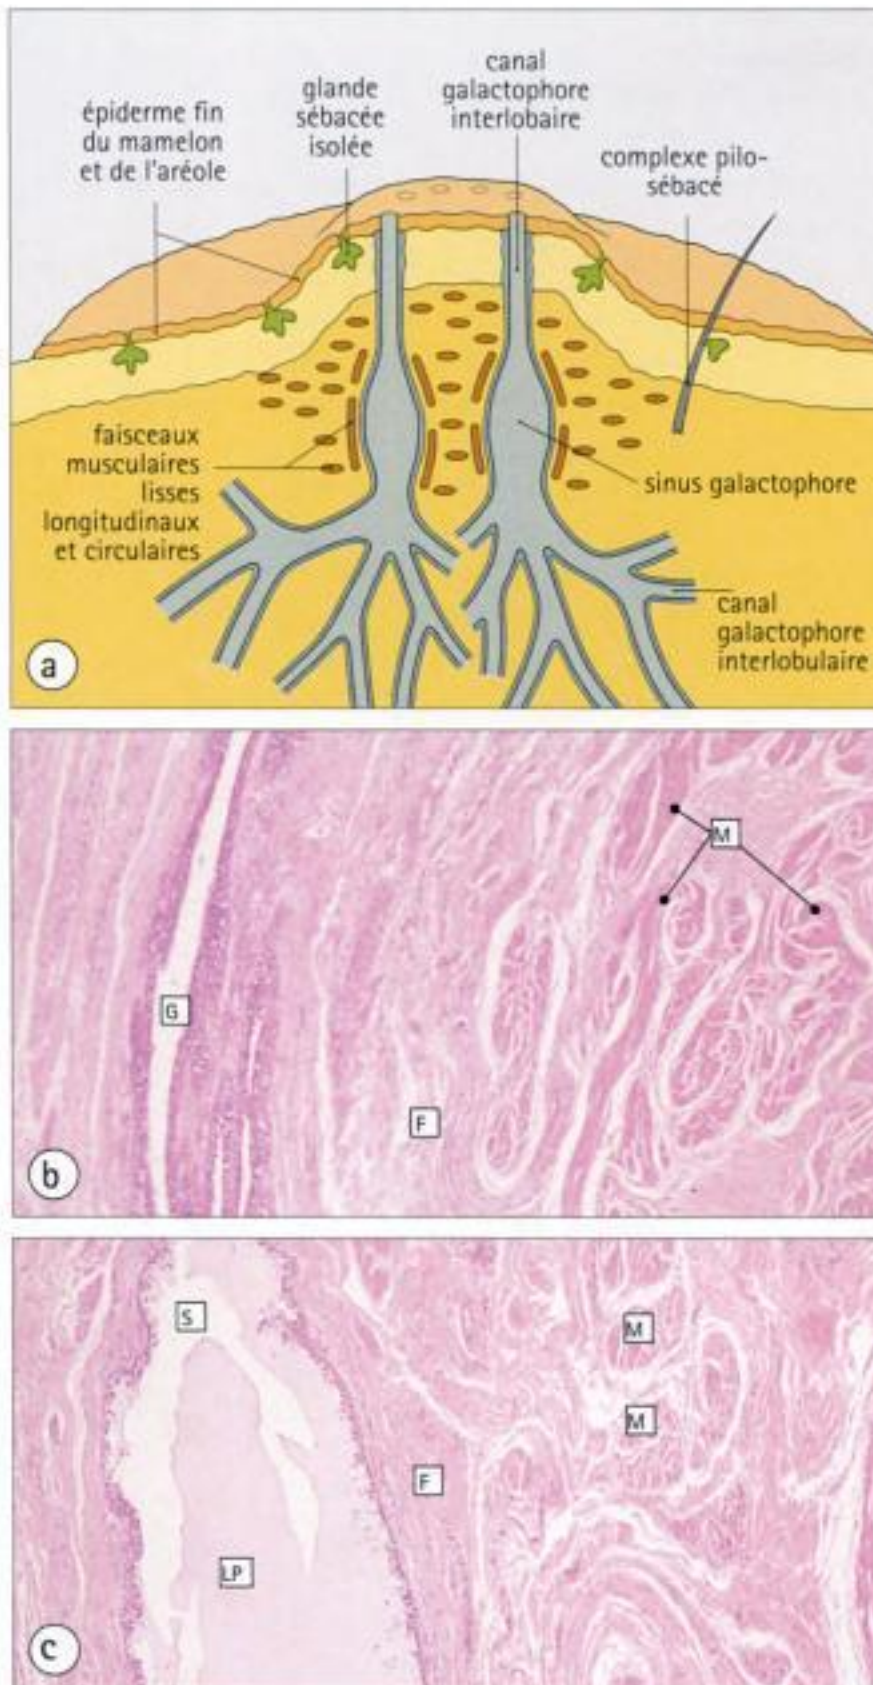 épiderme fin
du mamelon
et de l'aréole
glande
sébacée
isolée
canal
galactophore
interlobaire
complexe pilo-
sébacé
faisceaux
musculaires
lisses
longitudinaux
et circulaires
sinus galactophore
canal
galactophore
interlobulaire
a
M
G
F
b
S
M
M
F
LP
c